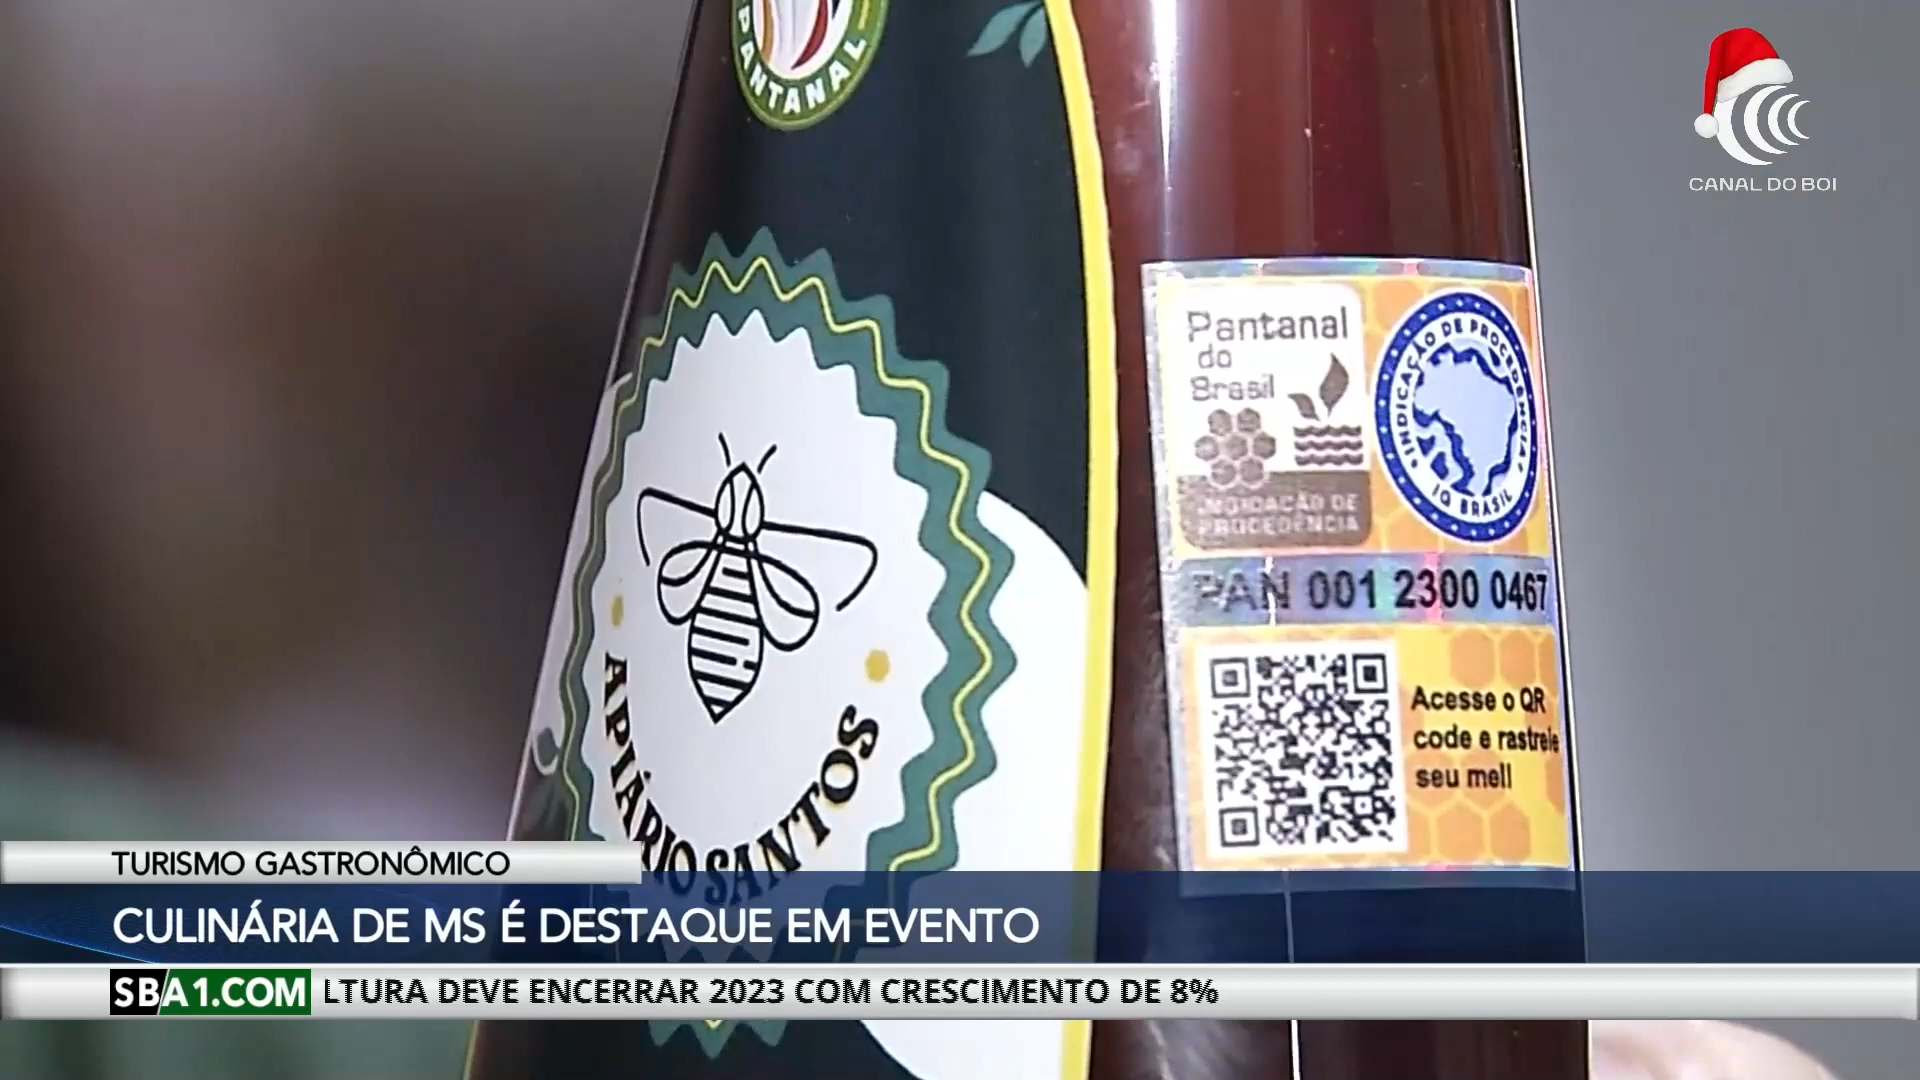 PANTANAL
CANAL DO BOI
Pantanal
do
Brasil
INDICAÇÃO DE
PROCEDÊNCIA
INDICAÇÃO DE PROCEDÊNCIA
IG BRASIL
PAN 001 2300 0467
Acesse o QR
code e rastreie
seu mel!
APIÁRIO SANTOS
TURISMO GASTRONÔMICO
CULINÁRIA DE MS É DESTAQUE EM EVENTO
SBA1.COM LTURA DEVE ENCERRAR 2023 COM CRESCIMENTO DE 8%